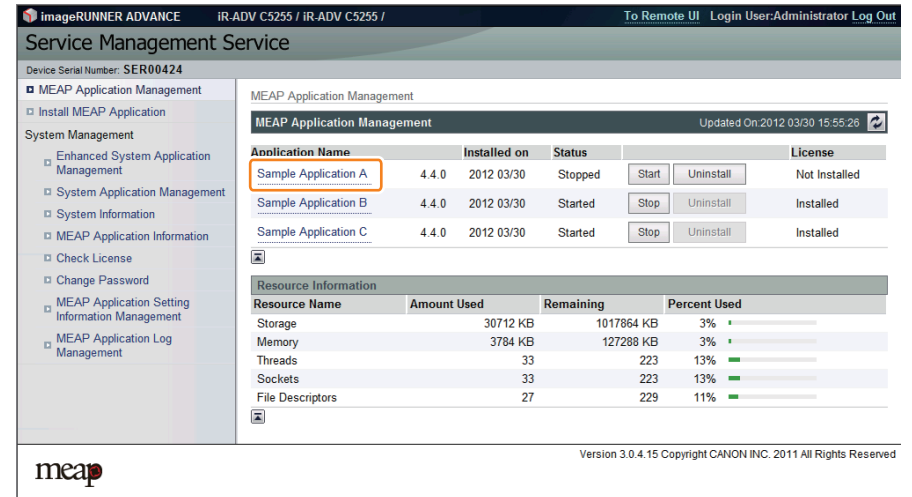 imageRUNNER ADVANCE iR-ADV C5255 / iR-ADV C5255 / To Remote UI Login User:Administrator Log Out
Service Management Service
Device Serial Number: SER00424
MEAP Application Management
Install MEAP Application
System Management
Enhanced System Application
Management
System Application Management
System Information
MEAP Application Information
Check License
Change Password
MEAP Application Setting
Information Management
MEAP Application Log
Management
MEAP Application Management
MEAP Application Management Updated On:2012 03/30 15:55:26
Application Name Installed on Status License
Sample Application A 4.4.0 2012 03/30 Stopped Start Uninstall Not Installed
Sample Application B 4.4.0 2012 03/30 Started Stop Uninstall Installed
Sample Application C 4.4.0 2012 03/30 Started Stop Uninstall Installed
Resource Information
Resource Name Amount Used Remaining Percent Used
Storage 30712 KB 1017864 KB 3%
Memory 3784 KB 127288 KB 3%
Threads 33 223 13%
Sockets 33 223 13%
File Descriptors 27 229 11%
Version 3.0.4.15 Copyright CANON INC. 2011 All Rights Reserved
meap